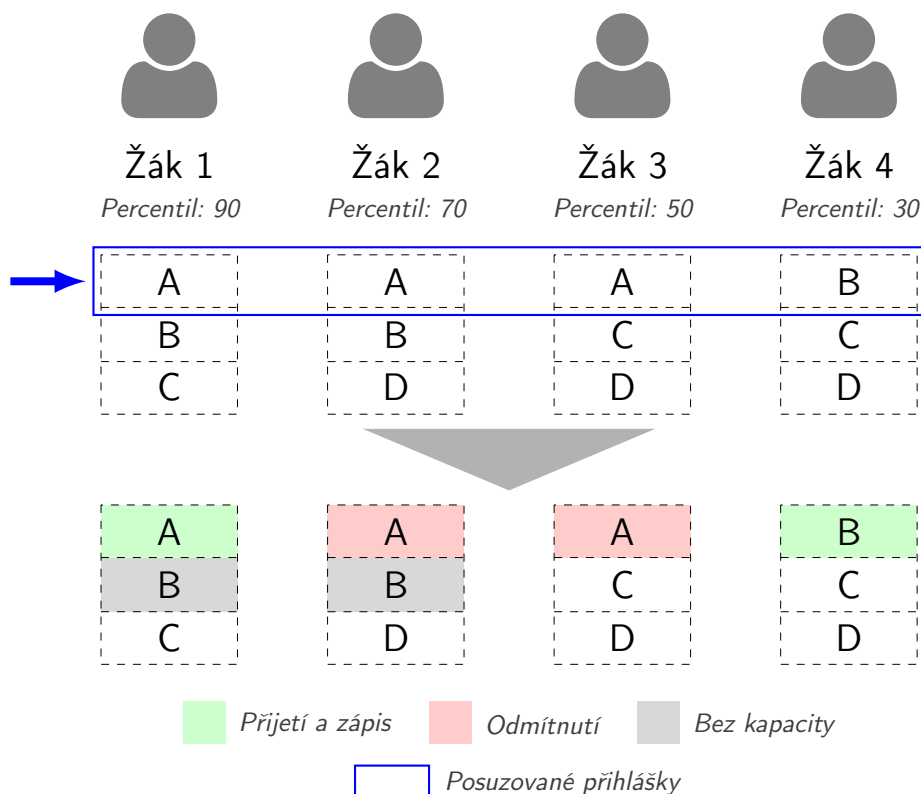 Žák 1 Žák 2 Žák 3 Žák 4
Percentil: 90 Percentil: 70 Percentil: 50 Percentil: 30
A A A B
B B C C
C D D D
A A A B
B B C C
C D D D
Přijetí a zápis Odmítnutí Bez kapacity
Posuzované přihlášky